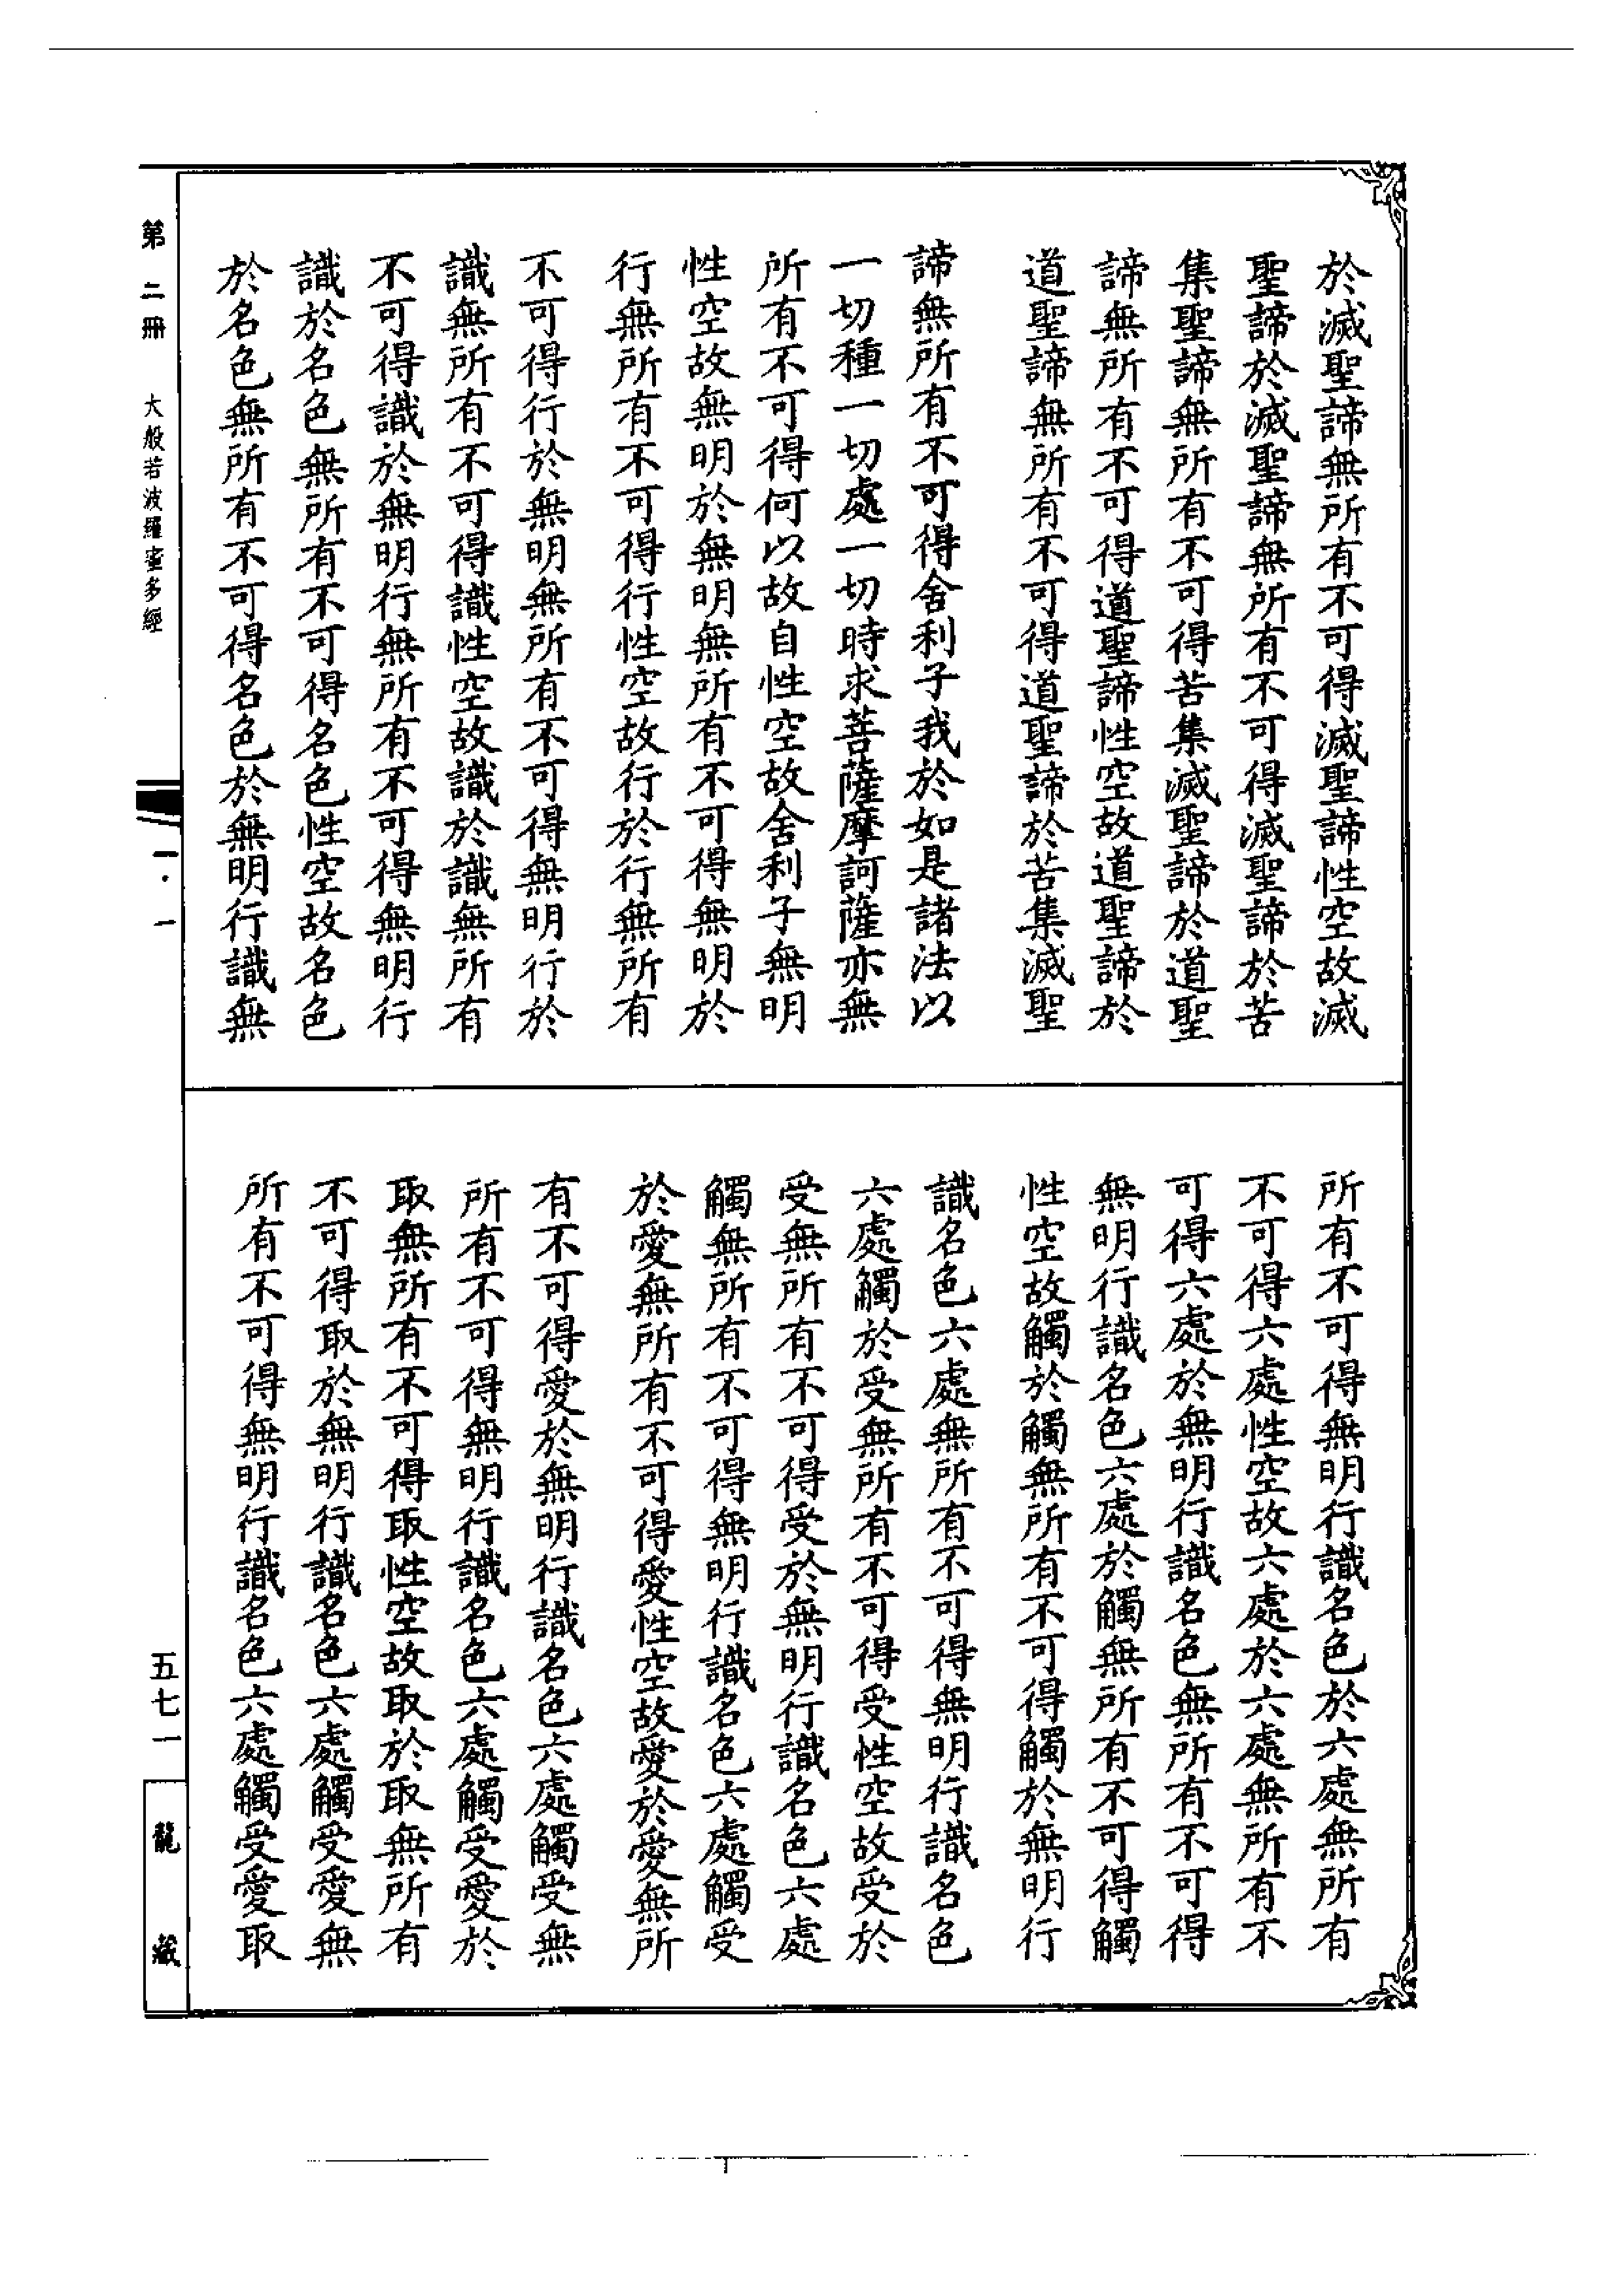 於滅聖諦無所有不可得滅聖諦性空故滅
聖諦於滅聖諦無所有不可得滅聖諦於苦
集聖諦無所有不可得苦集滅聖諦於道聖
諦無所有不可得道聖諦性空故道聖諦於
道聖諦無所有不可得道聖諦於苦集滅聖
諦無所有不可得舍利子我於如是諸法以
一切種一切處一切時求菩薩摩訶薩亦無
所有不可得何以故自性空故舍利子無明
性空故無明於無明無所有不可得無明於
行無所有不可得行性空故行於行無所有
不可得行於無明無所有不可得無明行於
識無所有不可得識性空故識於識無所有
不可得識於無明行無所有不可得無明行
識於名色無所有不可得名色性空故名色
於名色無所有不可得名色於無明行識無
所有不可得無明行識名色於六處無所有
不可得六處性空故六處於六處無所有不
可得六處於無明行識名色無所有不可得
無明行識名色六處於觸無所有不可得觸
性空故觸於觸無所有不可得觸於無明行
識名色六處無所有不可得無明行識名色
六處觸於受無所有不可得受性空故受於
受無所有不可得受於無明行識名色六處
觸無所有不可得無明行識名色六處觸受
於愛無所有不可得愛性空故愛於愛無所
有不可得愛於無明行識名色六處觸受無
所有不可得無明行識名色六處觸受愛於
取無所有不可得取性空故取於取無所有
不可得取於無明行識名色六處觸受愛無
所有不可得無明行識名色六處觸受愛取
第二冊 大般若波羅蜜多經
一·一
五七一
龍藏